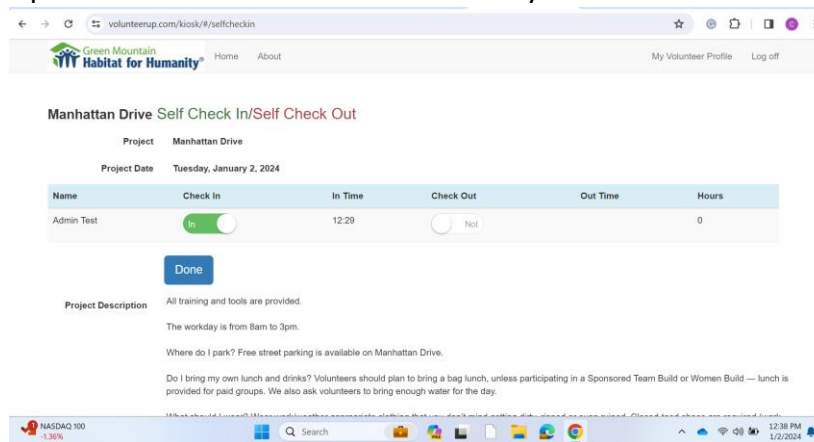 volunteerup.com/kiosk/#/selfcheckin
Green Mountain
Habitat for Humanity®
Home About
My Volunteer Profile Log off
Manhattan Drive Self Check In/Self Check Out
Project Manhattan Drive
Project Date Tuesday, January 2, 2024
Name Check In In Time Check Out Out Time Hours
Admin Test In 12:29 Not 0
Done
Project Description All training and tools are provided.
The workday is from 8am to 3pm.
Where do I park? Free street parking is available on Manhattan Drive.
Do I bring my own lunch and drinks? Volunteers should plan to bring a bag lunch, unless participating in a Sponsored Team Build or Women Build — lunch is
provided for paid groups. We also ask volunteers to bring enough water for the day.
NASDAQ 100
-1.36%
Search
12:38 PM
1/2/2024